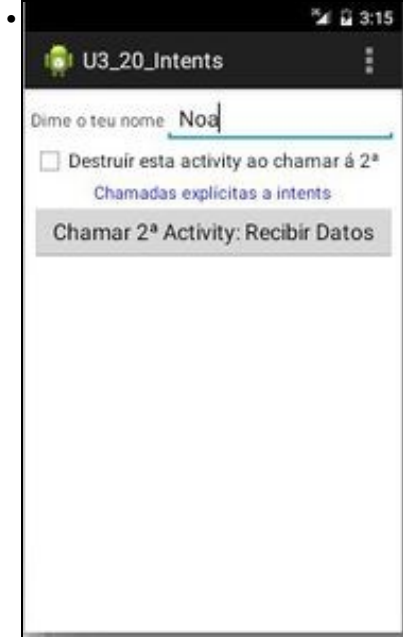 3:15
U3_20_Intents
Dime o teu nome Noa
Destruír esta activity ao chamar á 2ª
Chamadas explícitas a intents
Chamar 2ª Activity: Recibir Datos